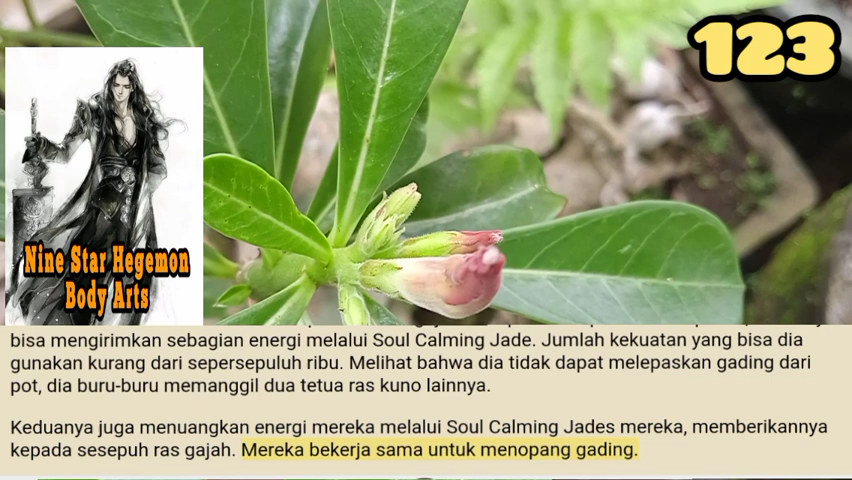 123
Nine Star Hegemon
Body Arts
bisa mengirimkan sebagian energi melalui Soul Calming Jade. Jumlah kekuatan yang bisa dia
gunakan kurang dari sepersepuluh ribu. Melihat bahwa dia tidak dapat melepaskan gading dari
pot, dia buru-buru memanggil dua tetua ras kuno lainnya.
Keduanya juga menuangkan energi mereka melalui Soul Calming Jades mereka, memberikannya
kepada sesepuh ras gajah. Mereka bekerja sama untuk menopang gading.